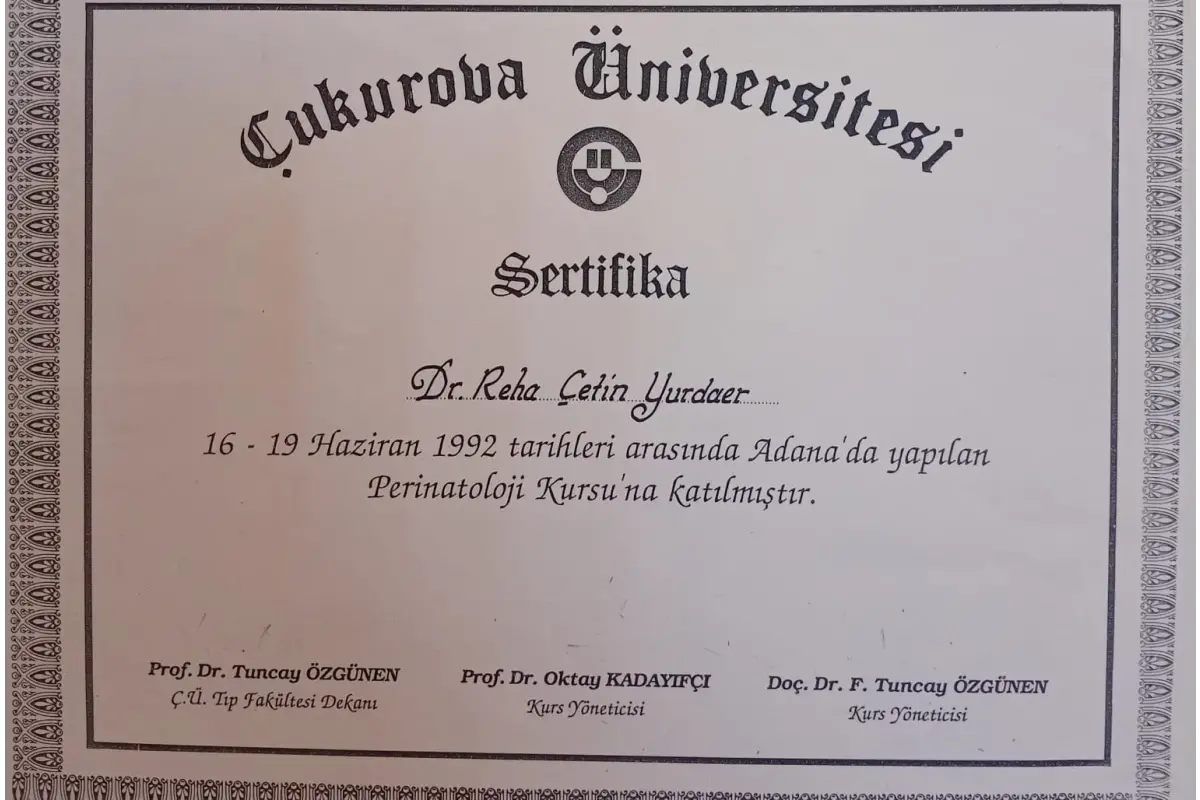 Çukurova Üniversitesi
Sertifika
Dr. Reha Çetin Yurdaer
16 - 19 Haziran 1992 tarihleri arasında Adana'da yapılan
Perinatoloji Kursu'na katılmıştır.
Prof. Dr. Tuncay ÖZGÜNEN Prof. Dr. Oktay KADAYIFÇI Doç. Dr. F. Tuncay ÖZGÜNEN
Ç.Ü. Tıp Fakültesi Dekanı Kurs Yöneticisi Kurs Yöneticisi